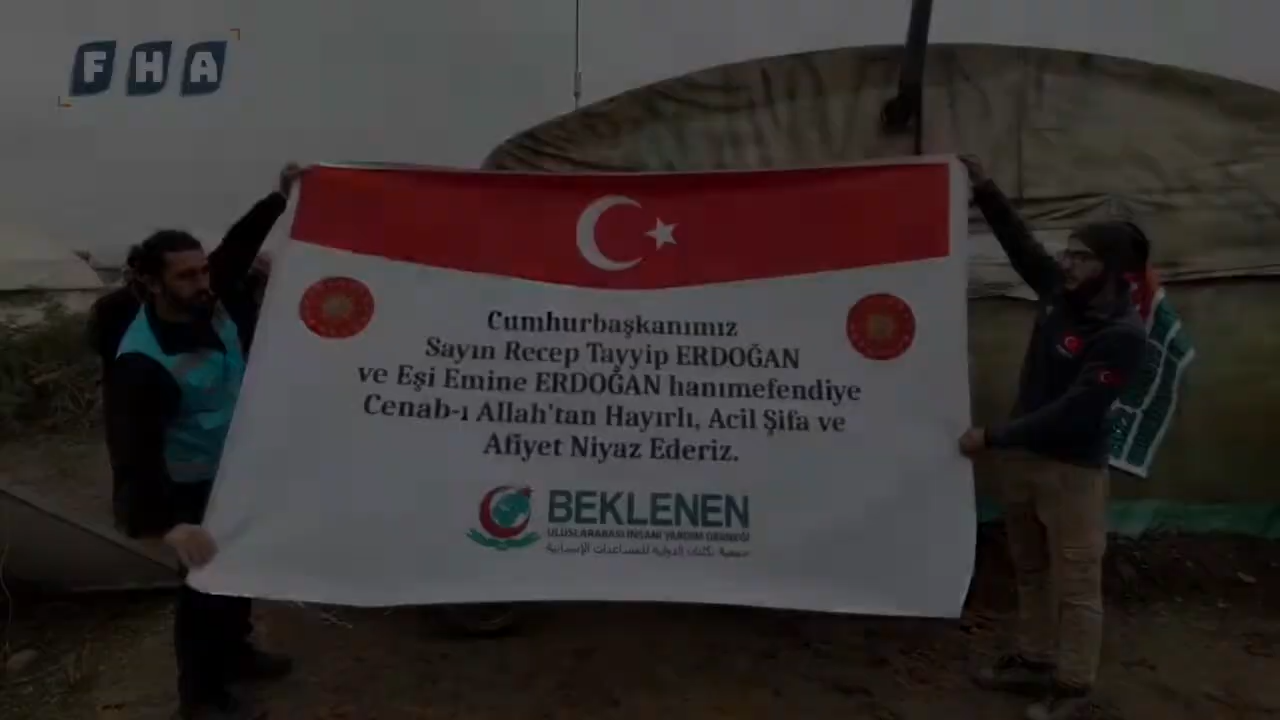 FHA
Cumhurbaşkanımız
Sayın Recep Tayyip ERDOĞAN
ve Eşi Emine ERDOĞAN hanımefendiye
Cenab-ı Allah'tan Hayırlı, Acil Şifa ve
Afiyet Niyaz Ederiz.
BEKLENEN
ULUSLARARASI İNSANİ YARDIM DERNEĞİ
جمعية بكلنان الدولية للمساعدات الإنسانية